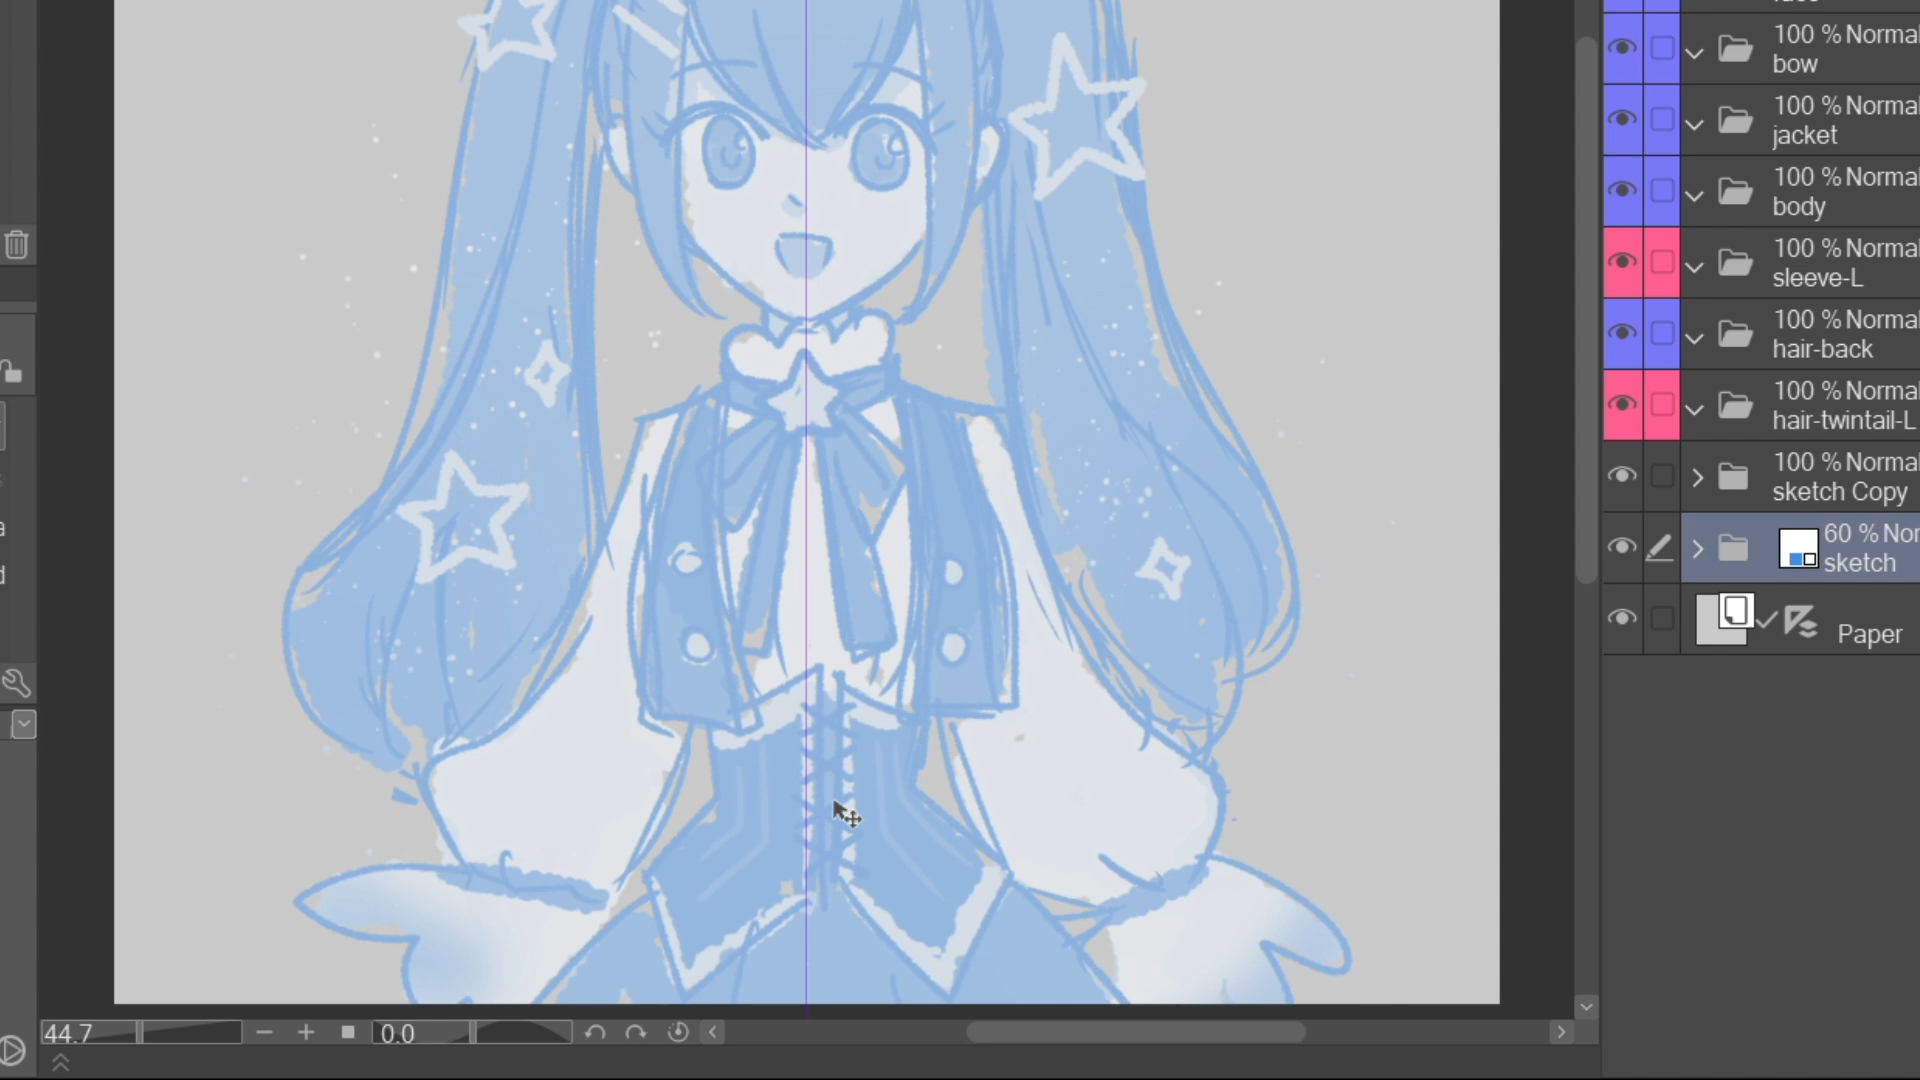 100 % Normal
bow
100 % Normal
jacket
100 % Normal
body
100 % Normal
sleeve-L
100 % Normal
hair-back
100 % Normal
hair-twintail-L
100 % Normal
sketch Copy
60 % Nor
sketch
Paper
44.7
0.0